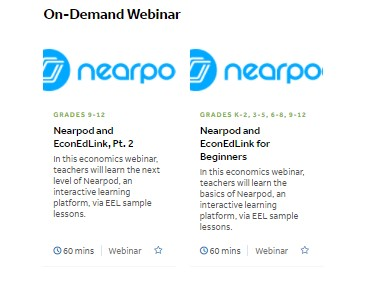 On-Demand Webinar
nearpo
GRADES 9-12
Nearpod and
EconEdLink, Pt. 2
In this economics webinar,
teachers will learn the next
level of Nearpod, an
interactive learning
platform, via EEL sample
lessons.
60 mins
Webinar
nearpo
GRADES K-2, 3-5, 6-8, 9-12
Nearpod and
EconEdLink for
Beginners
In this economics webinar,
teachers will learn the
basics of Nearpod, an
interactive learning
platform, via EEL sample
lessons.
60 mins
Webinar